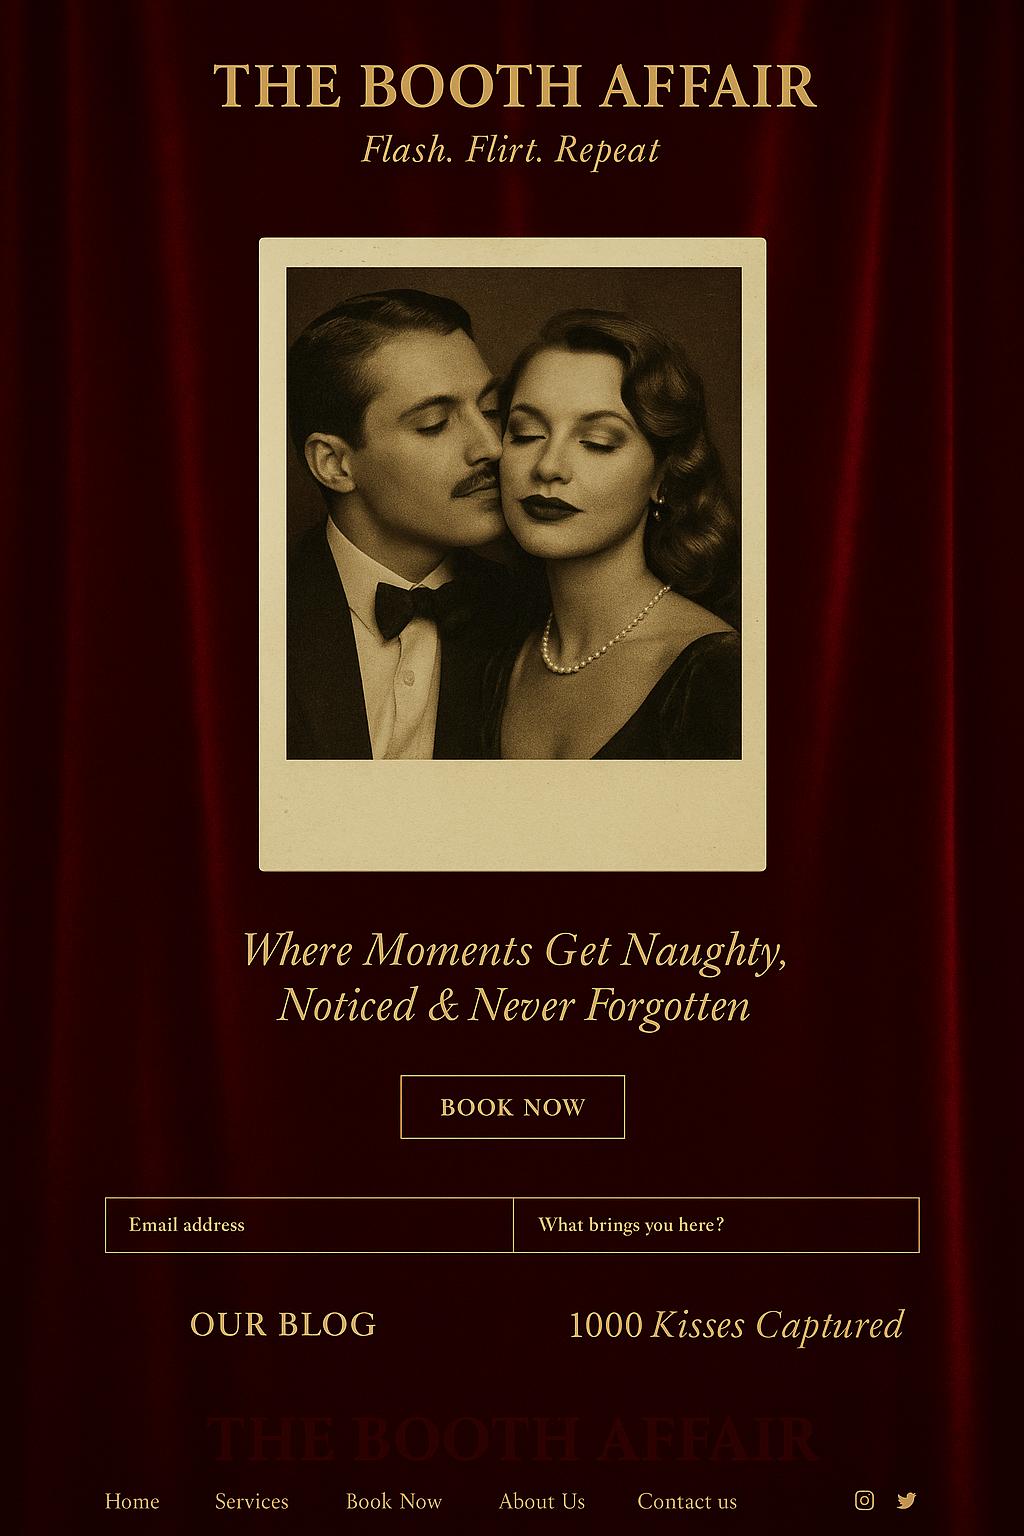 THE BOOTH AFFAIR
Flash. Flirt. Repeat
Where Moments Get Naughty,
Noticed & Never Forgotten
BOOK NOW
Email address
What brings you here?
OUR BLOG
1000 Kisses Captured
THE BOOTH AFFAIR
Home Services Book Now About Us Contact us